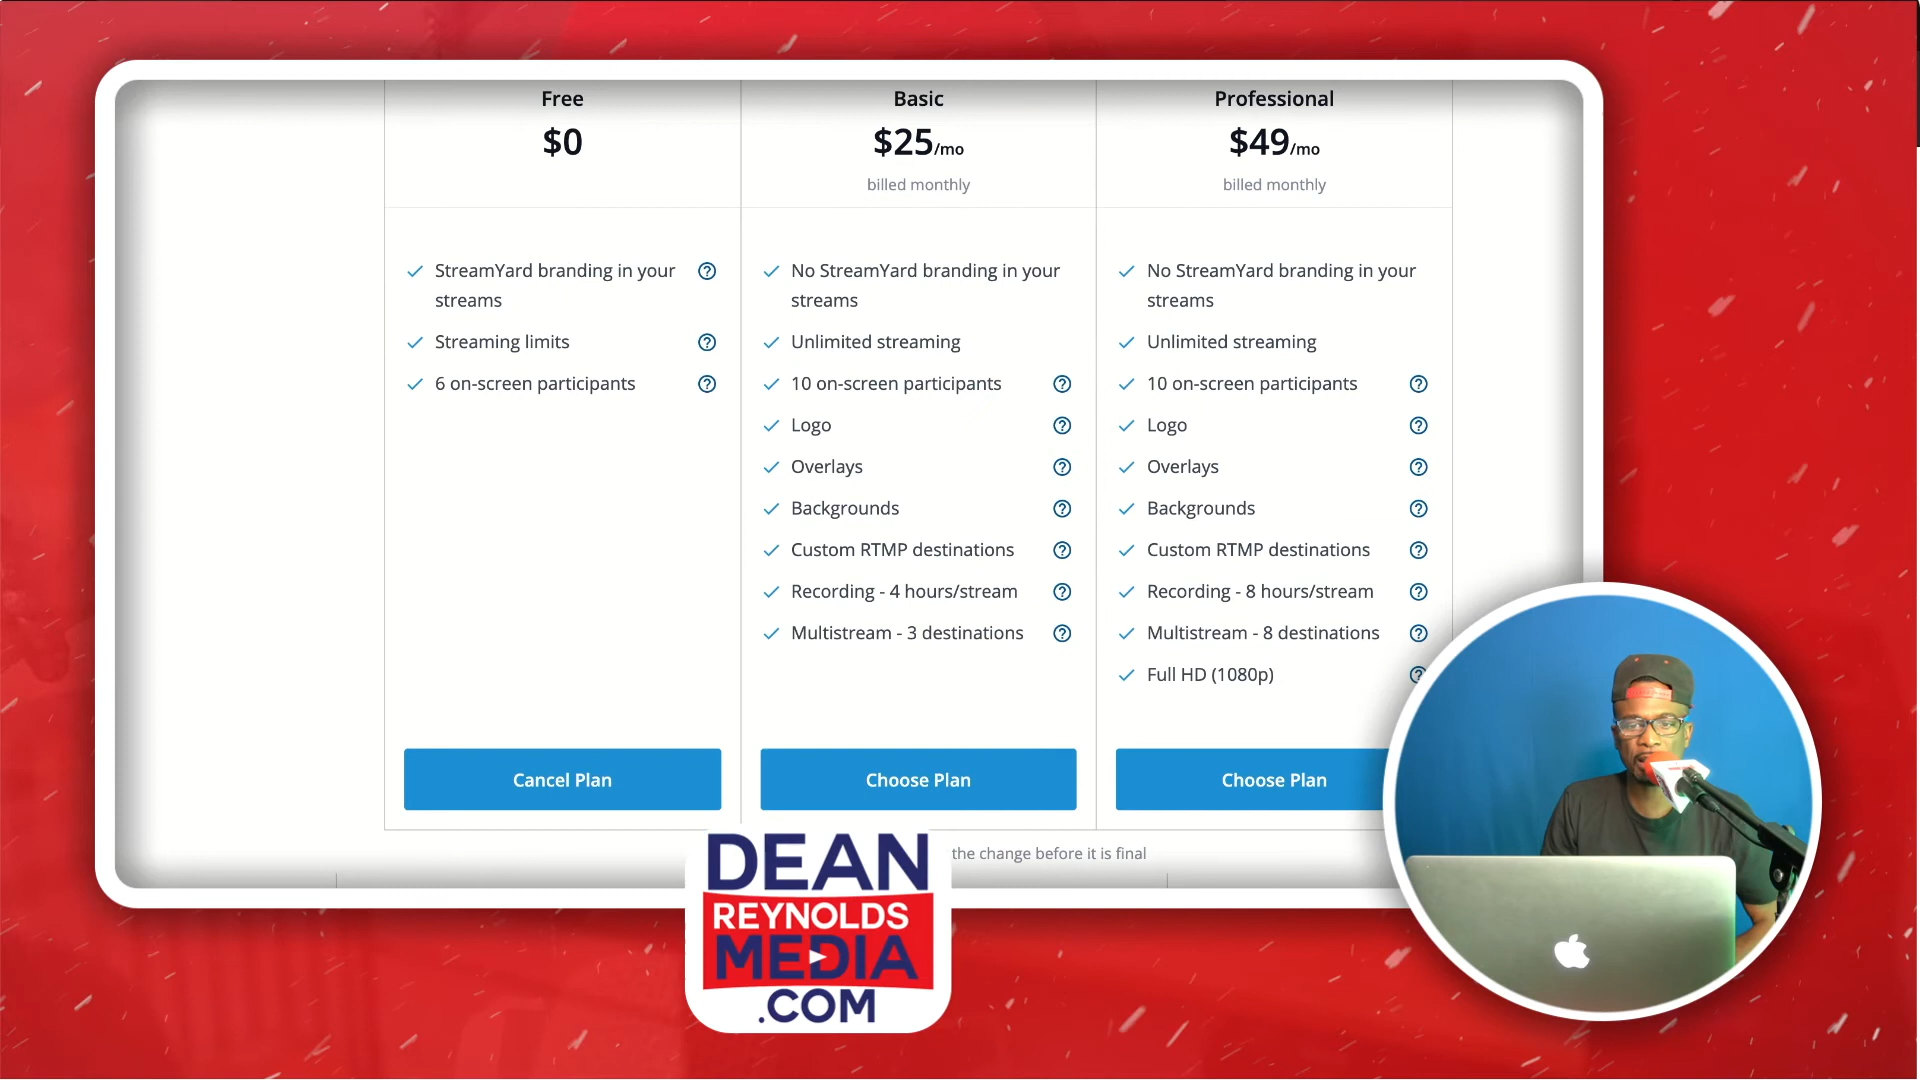 Free
$0
StreamYard branding in your
streams
Streaming limits
6 on-screen participants
Cancel Plan
Basic
$25/mo
billed monthly
No StreamYard branding in your
streams
Unlimited streaming
10 on-screen participants
Logo
Overlays
Backgrounds
Custom RTMP destinations
Recording - 4 hours/stream
Multistream - 3 destinations
Choose Plan
Professional
$49/mo
billed monthly
No StreamYard branding in your
streams
Unlimited streaming
10 on-screen participants
Logo
Overlays
Backgrounds
Custom RTMP destinations
Recording - 8 hours/stream
Multistream - 8 destinations
Full HD (1080p)
Choose Plan
the change before it is final
DEAN
REYNOLDS
MEDIA
.COM